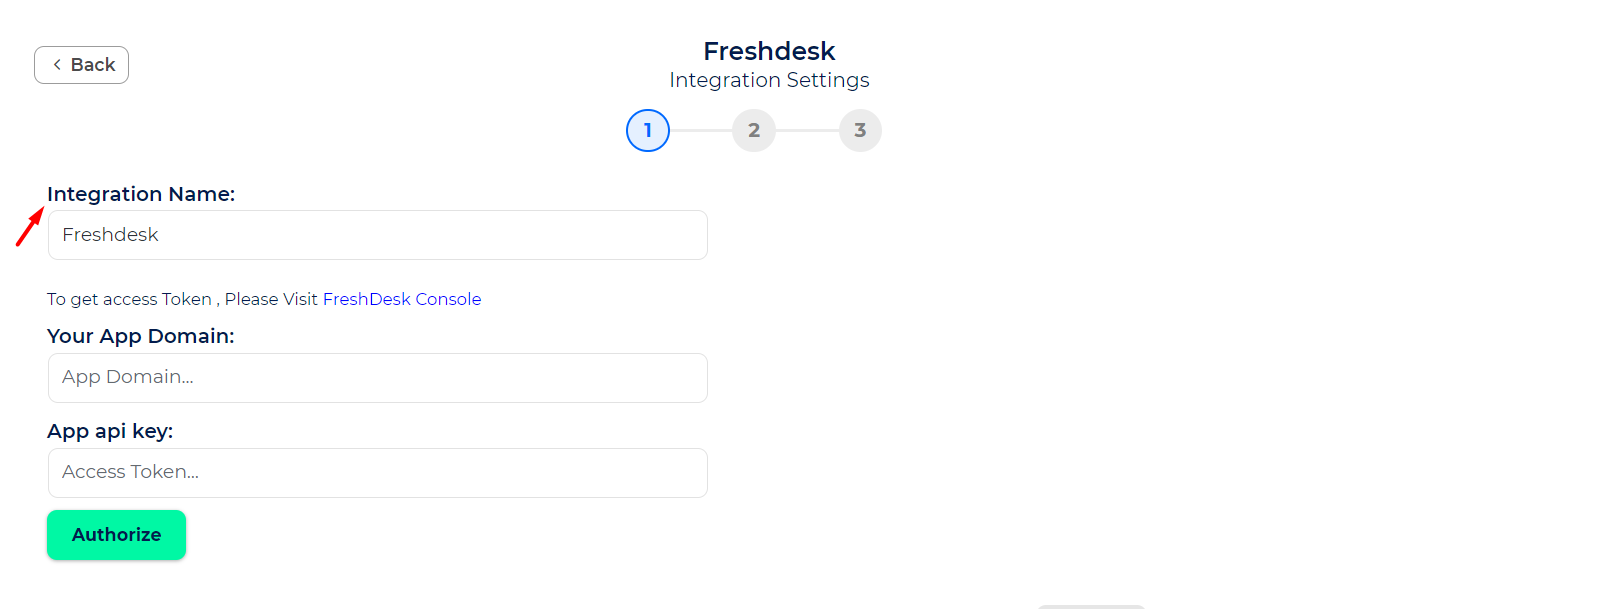 Back
Freshdesk
Integration Settings
1 2 3
Integration Name:
Freshdesk
To get access Token , Please Visit FreshDesk Console
Your App Domain:
App Domain...
App api key:
Access Token...
Authorize